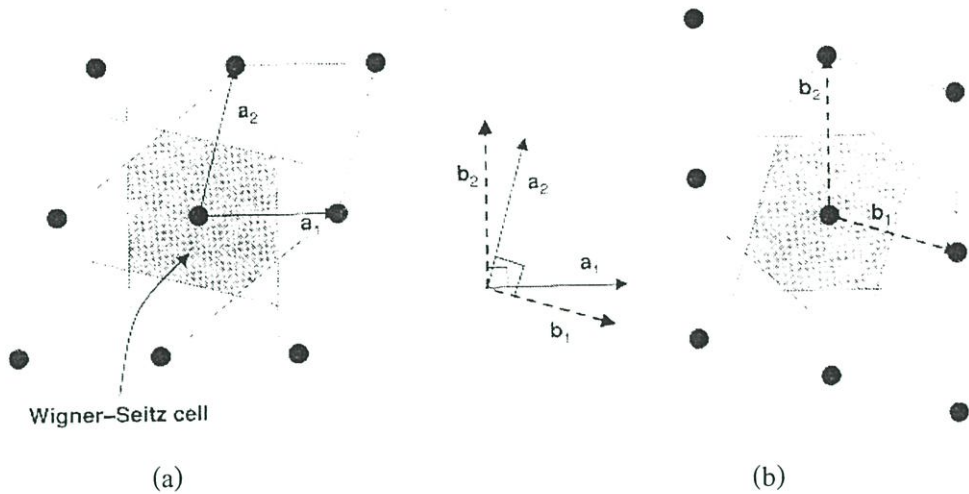 a₂
a₁
Wigner–Seitz cell
(a)
b₂
a₂
a₁
b₁
b₂
b₁
(b)